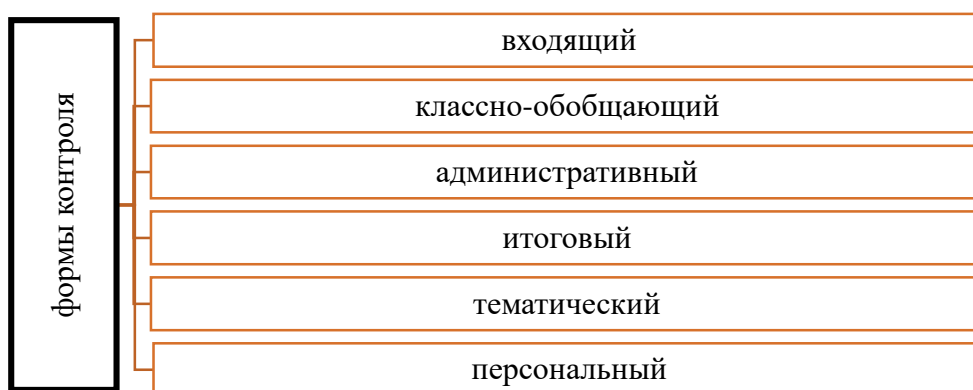 формы контроля
входящий
классно-обобщающий
административный
итоговый
тематический
персональный